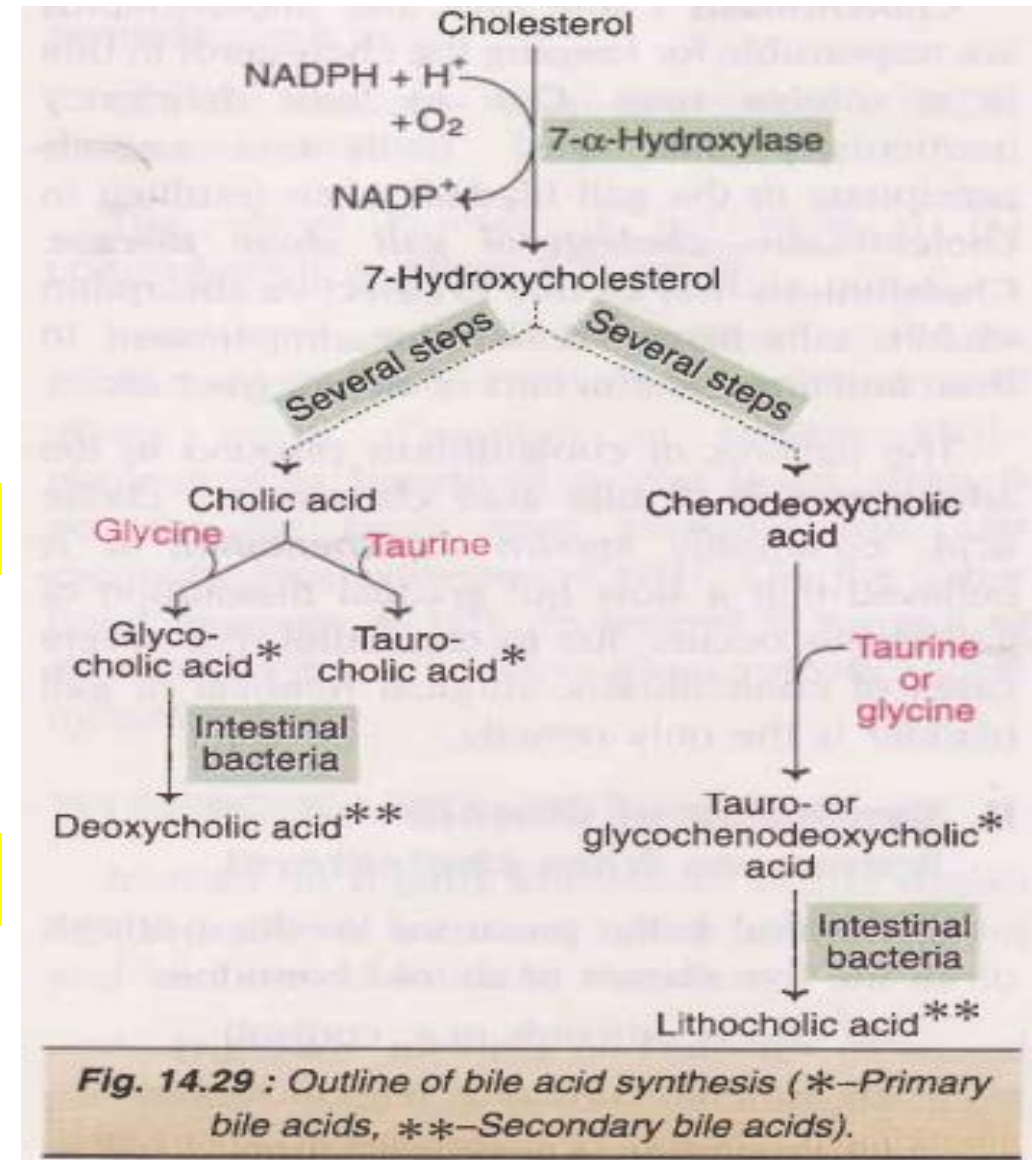 Cholesterol
NADPH + H⁺
+O₂
7-α-Hydroxylase
NADP⁺
7-Hydroxycholesterol
Several steps
Several steps
Cholic acid
Glycine
Taurine
Glyco-
cholic acid*
Tauro-
cholic acid*
Intestinal
bacteria
Deoxycholic acid**
Chenodeoxycholic
acid
Taurine
or
glycine
Tauro- or
glycochenodeoxycholic*
acid
Intestinal
bacteria
Lithocholic acid**
Fig. 14.29 : Outline of bile acid synthesis (*–Primary
bile acids, **–Secondary bile acids).